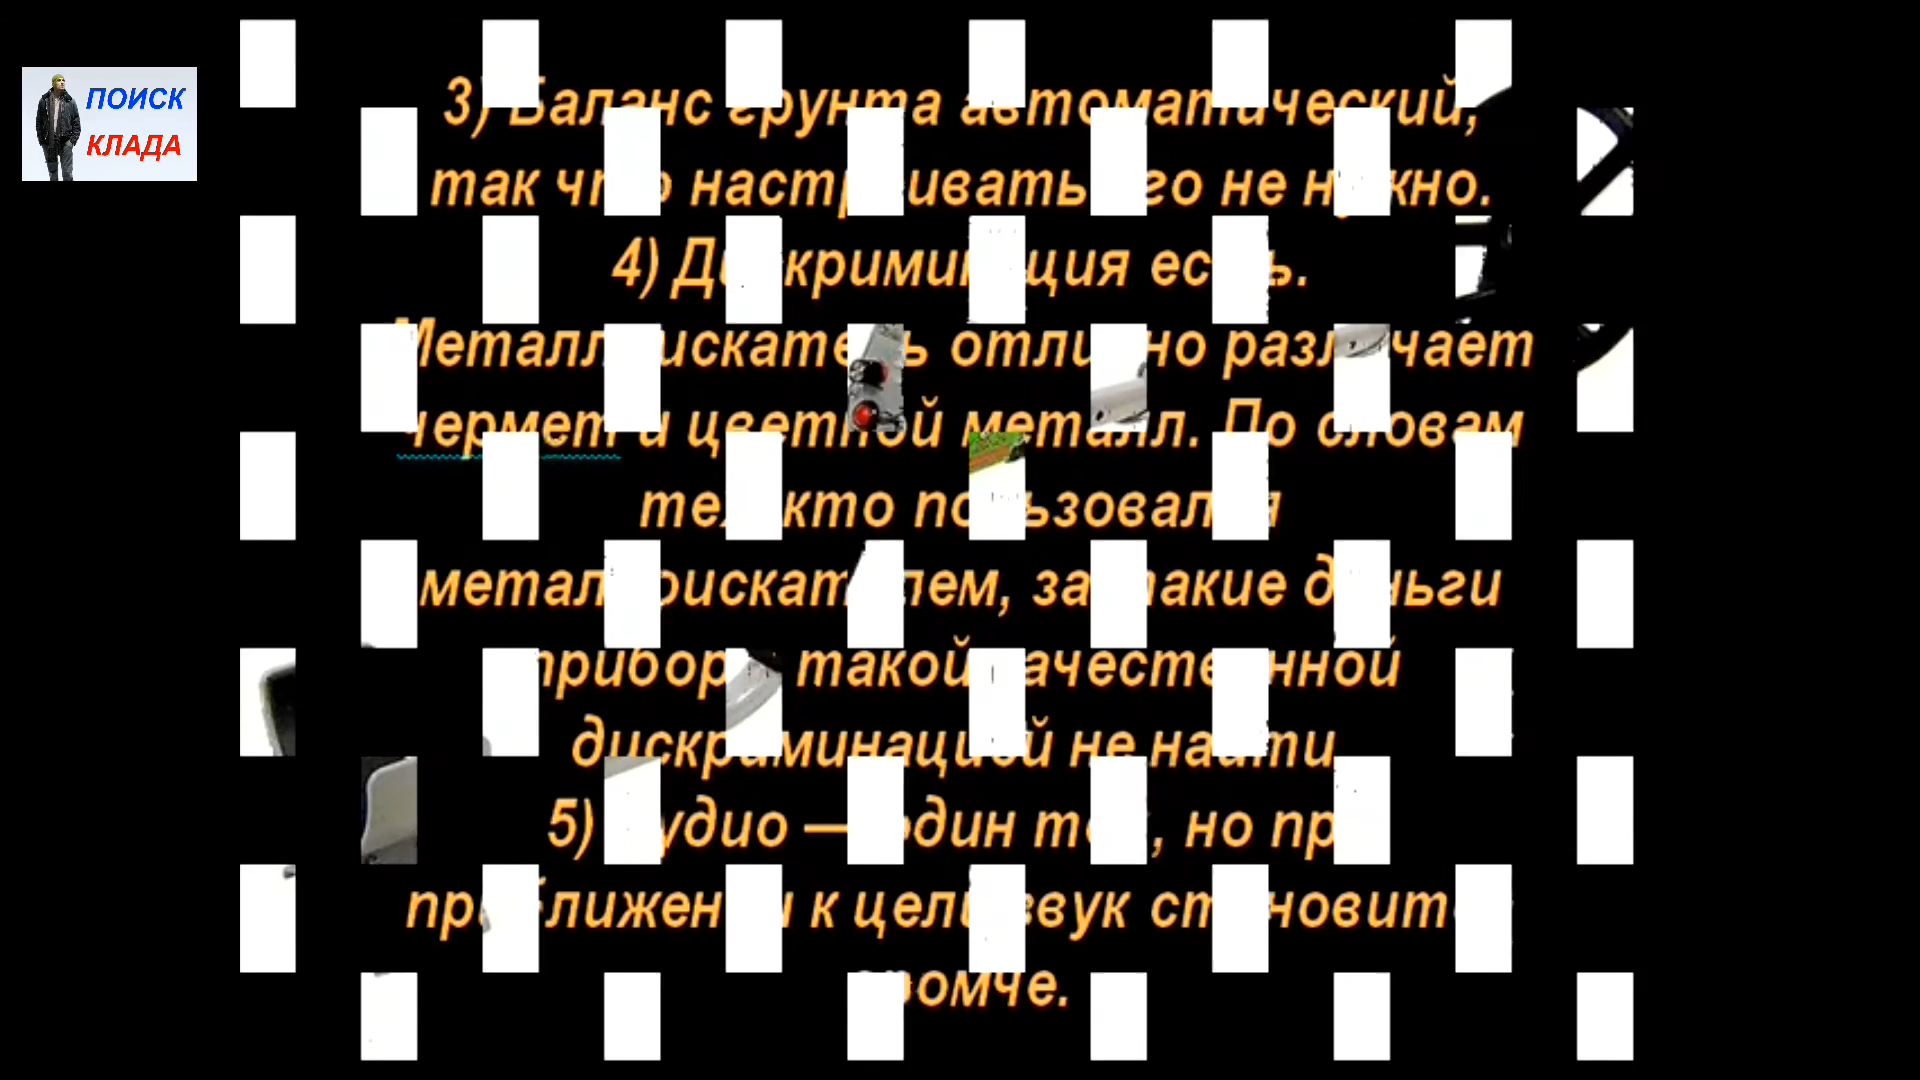 ПОИСК
КЛАДА
3) Баланс грунта автоматический,
так что настраивать его не нужно.
4) Дискриминация есть.
Металлоискатель отлично различает
чермет и цветной металл. По словам
тех кто пользовался
металлоискателем, за такие деньги
прибор с такой качественной
дискриминацией не найти
5) Аудио — один тон, но при
приближении к цели звук становится
громче.